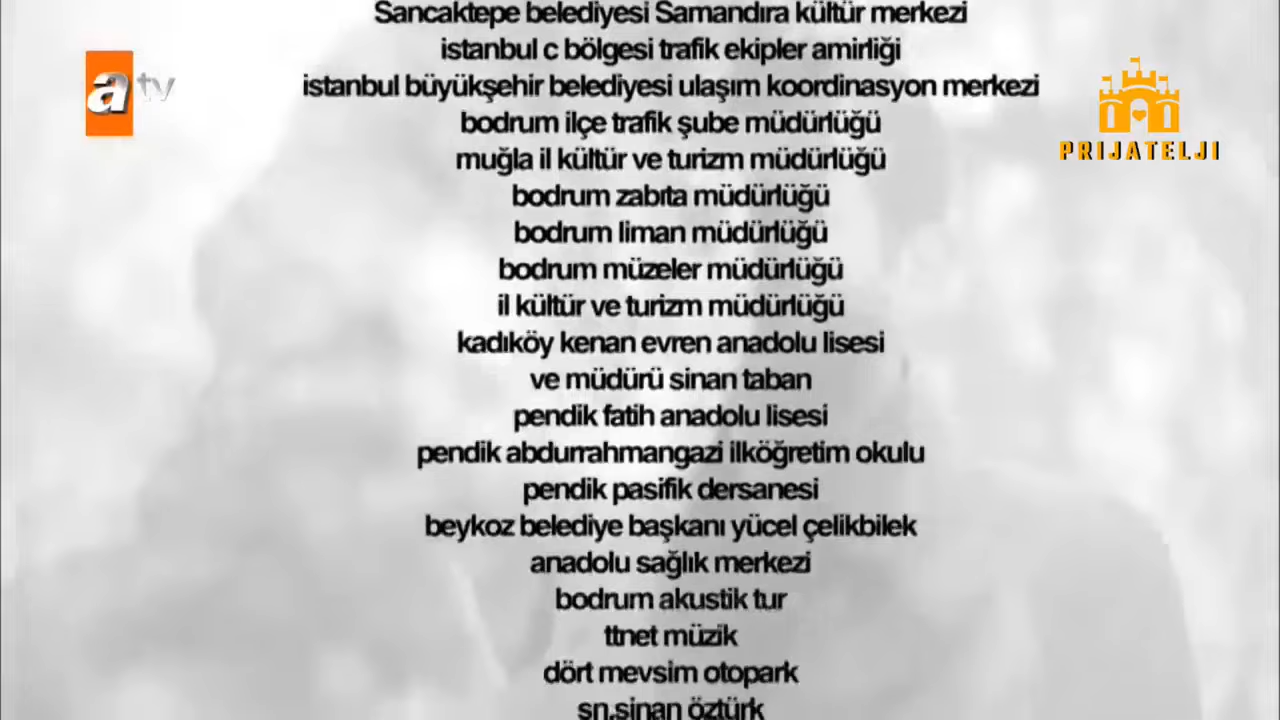 Sancaktepe belediyesi Samandıra kültür merkezi
istanbul c bölgesi trafik ekipler amirliği
istanbul büyükşehir belediyesi ulaşım koordinasyon merkezi
bodrum ilçe trafik şube müdürlüğü
muğla il kültür ve turizm müdürlüğü
bodrum zabıta müdürlüğü
bodrum liman müdürlüğü
bodrum müzeler müdürlüğü
il kültür ve turizm müdürlüğü
kadıköy kenan evren anadolu lisesi
ve müdürü sinan taban
pendik fatih anadolu lisesi
pendik abdurrahmangazi ilköğretim okulu
pendik pasifik dersanesi
beykoz belediye başkanı yücel çelikbilek
anadolu sağlık merkezi
bodrum akustik tur
ttnet müzik
dört mevsim otopark
sn.sinan öztürk
atv
PRIJATELJI